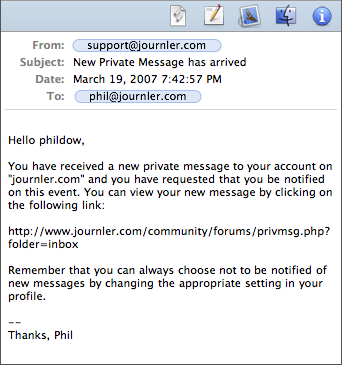 From: support@journler.com
Subject: New Private Message has arrived
Date: March 19, 2007 7:42:57 PM
To: phil@journler.com
Hello phildow,
You have received a new private message to your account on
"journler.com" and you have requested that you be notified
on this event. You can view your new message by clicking on
the following link:
http://www.journler.com/community/forums/privmsg.php?
folder=inbox
Remember that you can always choose not to be notified of
new messages by changing the appropriate setting in your
profile.
--
Thanks, Phil